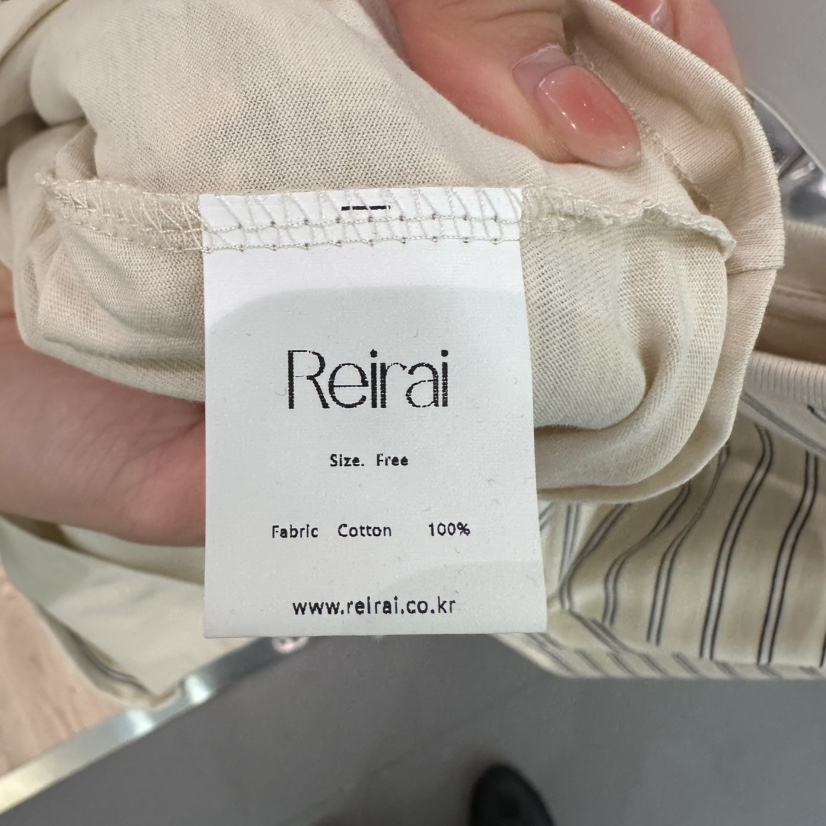 Reirai
Size. Free
Fabric Cotton 100%
www.reirai.co.kr